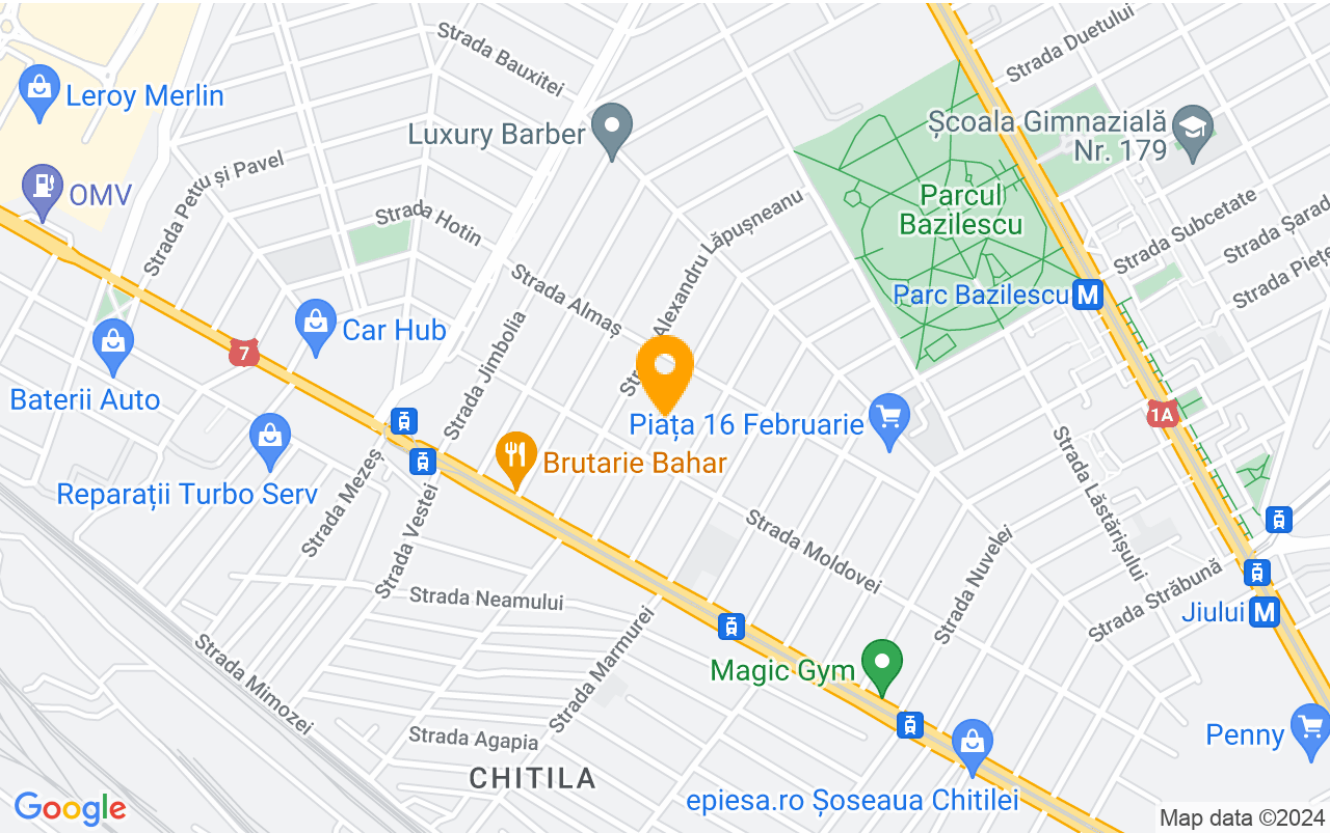 Strada Duetului
Strada Bauxitei
Leroy Merlin
Luxury Barber
Școala Gimnazială
Nr. 179
Strada Petru și Pavel
OMV
Parcul
Bazilescu
Strada Hotin
Strada Alexandru Lăpușneanu
Strada Subcetate
Strada Șarad
Strada Piețe
Strada Almaș
Parc Bazilescu
M
Car Hub
7
Strada Jimbolia
Baterii Auto
Piața 16 Februarie
1A
Brutarie Bahar
Reparații Turbo Serv
Strada Mezeș
Strada Vestei
Strada Lăstărișului
Strada Moldovei
Strada Nuvelei
Strada Străbună
Strada Neamului
Jiului
M
Strada Marmurei
Strada Mimozei
Magic Gym
Strada Agapia
Penny
CHITILA
epiesa.ro Șoseaua Chitilei
Google
Map data ©2024